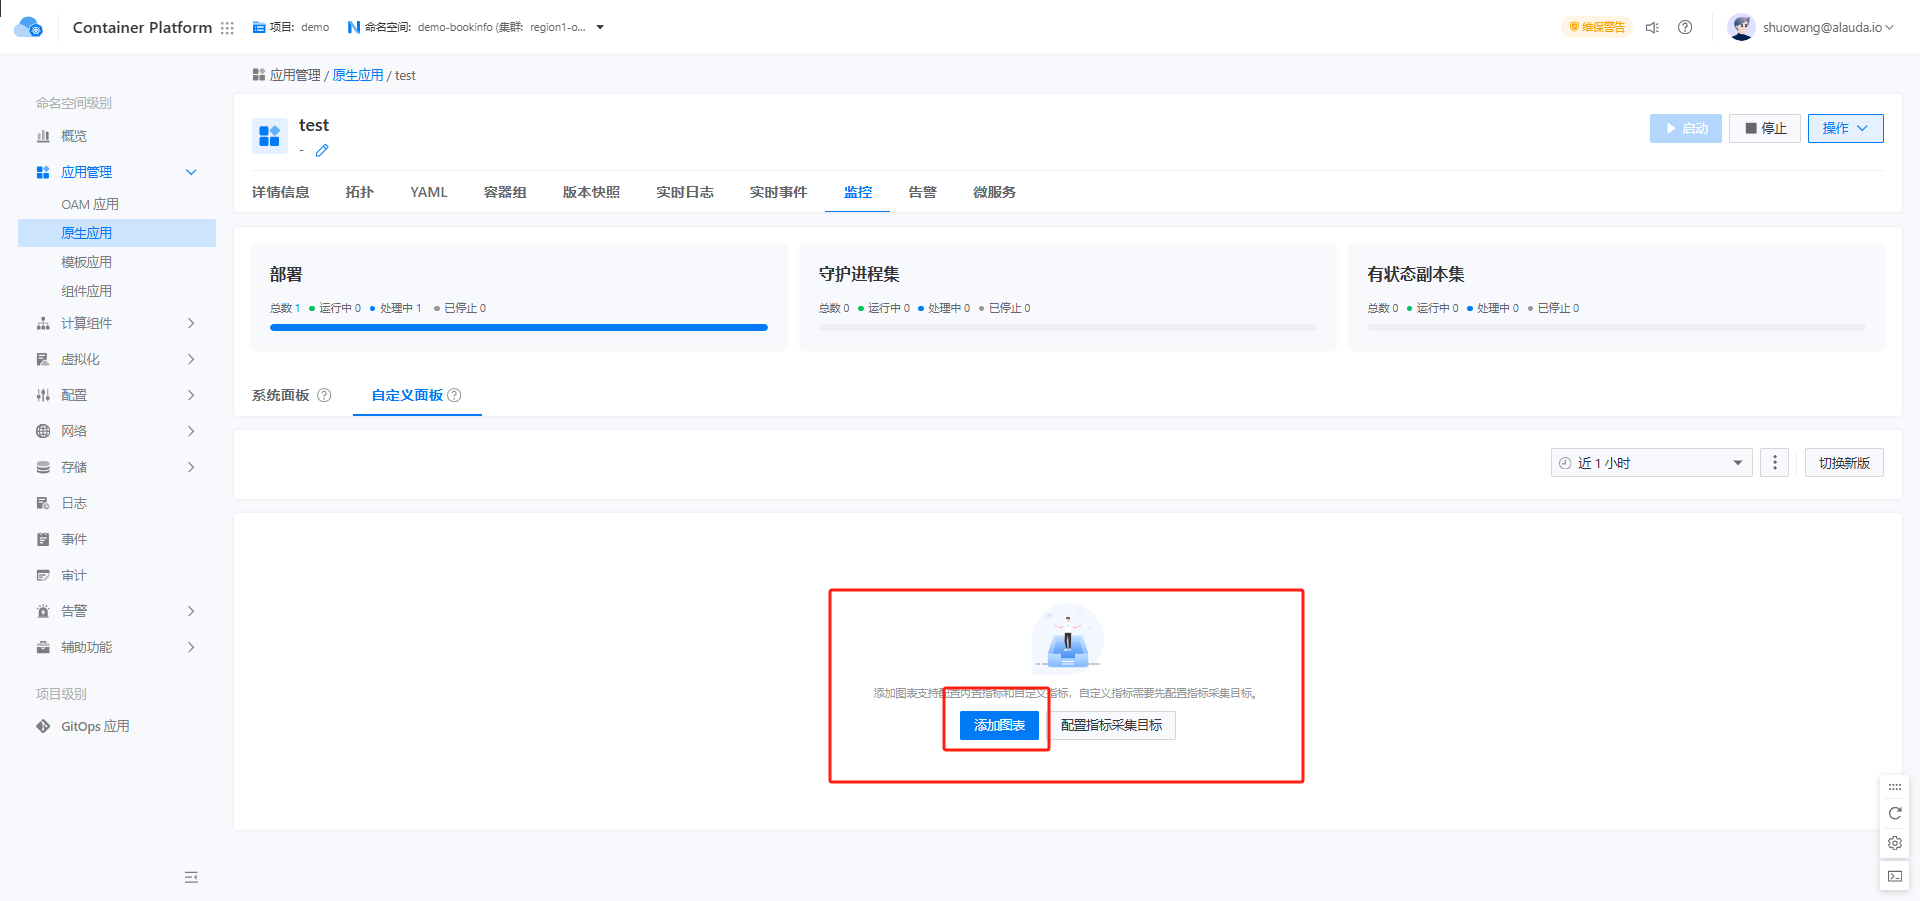 Container Platform
项目: demo
命名空间: demo-bookinfo (集群: region1-o...
维保警告
shuowang@alauda.io
命名空间级别
概览
应用管理
OAM 应用
原生应用
模板应用
组件应用
计算组件
虚拟化
配置
网络
存储
日志
事件
审计
告警
辅助功能
项目级别
GitOps 应用
应用管理 / 原生应用 / test
test
-
启动
停止
操作
详情信息 拓扑 YAML 容器组 版本快照 实时日志 实时事件 监控 告警 微服务
部署
总数 1 运行中 0 处理中 1 已停止 0
守护进程集
总数 0 运行中 0 处理中 0 已停止 0
有状态副本集
总数 0 运行中 0 处理中 0 已停止 0
系统面板 自定义面板
近 1 小时
切换新版
添加图表支持配置内置指标和自定义指标，自定义指标需要先配置指标采集目标。
添加图表 配置指标采集目标